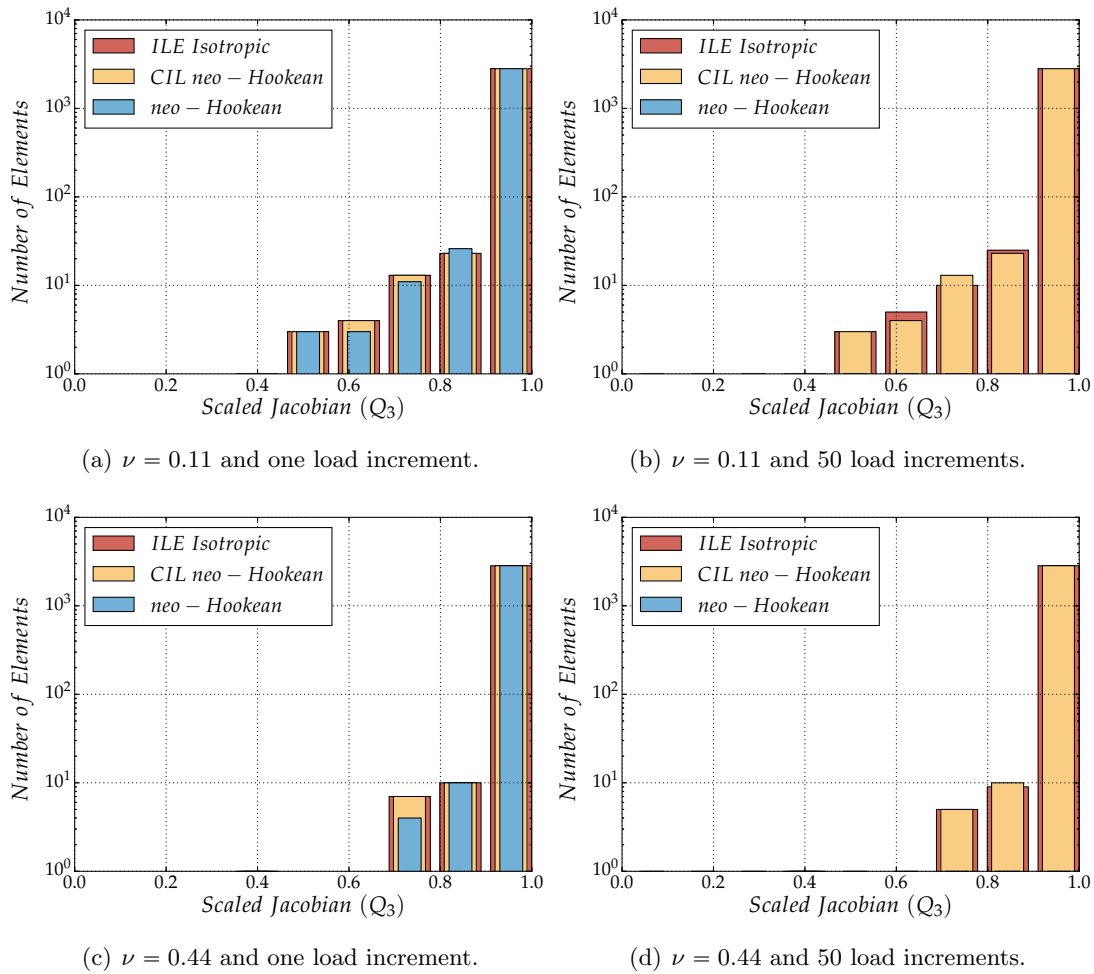 10^4
10^3
10^2
10^1
10^0
Number of Elements
ILE Isotropic
CIL neo − Hookean
neo − Hookean
0.0 0.2 0.4 0.6 0.8 1.0
Scaled Jacobian (Q_3)
(a) ν = 0.11 and one load increment.
10^4
10^3
10^2
10^1
10^0
Number of Elements
ILE Isotropic
CIL neo − Hookean
neo − Hookean
0.0 0.2 0.4 0.6 0.8 1.0
Scaled Jacobian (Q_3)
(b) ν = 0.11 and 50 load increments.
10^4
10^3
10^2
10^1
10^0
Number of Elements
ILE Isotropic
CIL neo − Hookean
neo − Hookean
0.0 0.2 0.4 0.6 0.8 1.0
Scaled Jacobian (Q_3)
(c) ν = 0.44 and one load increment.
10^4
10^3
10^2
10^1
10^0
Number of Elements
ILE Isotropic
CIL neo − Hookean
neo − Hookean
0.0 0.2 0.4 0.6 0.8 1.0
Scaled Jacobian (Q_3)
(d) ν = 0.44 and 50 load increments.